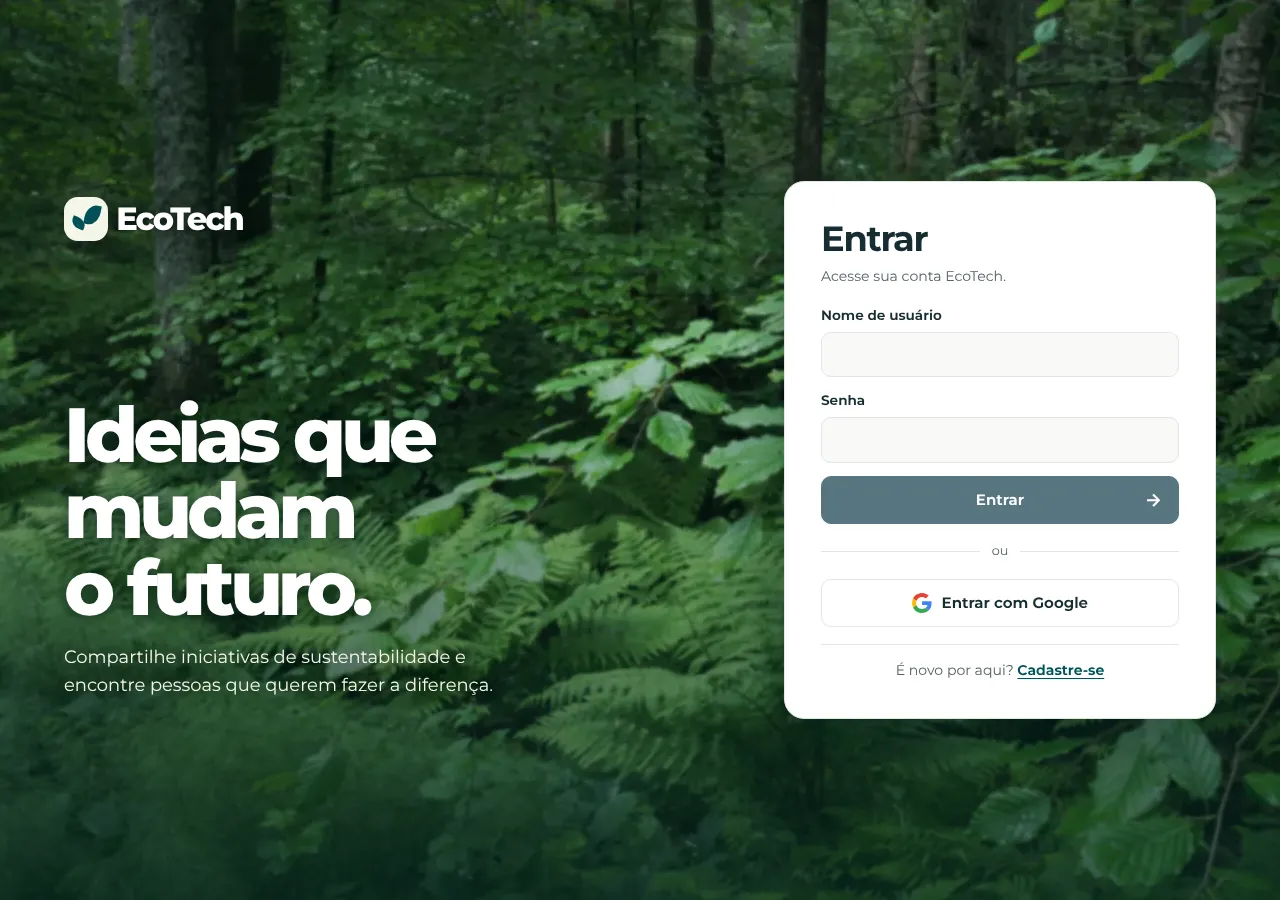 EcoTech
Ideias que
mudam
o futuro.
Compartilhe iniciativas de sustentabilidade e
encontre pessoas que querem fazer a diferença.
Entrar
Acesse sua conta EcoTech.
Nome de usuário
Senha
Entrar
ou
Entrar com Google
É novo por aqui? Cadastre-se